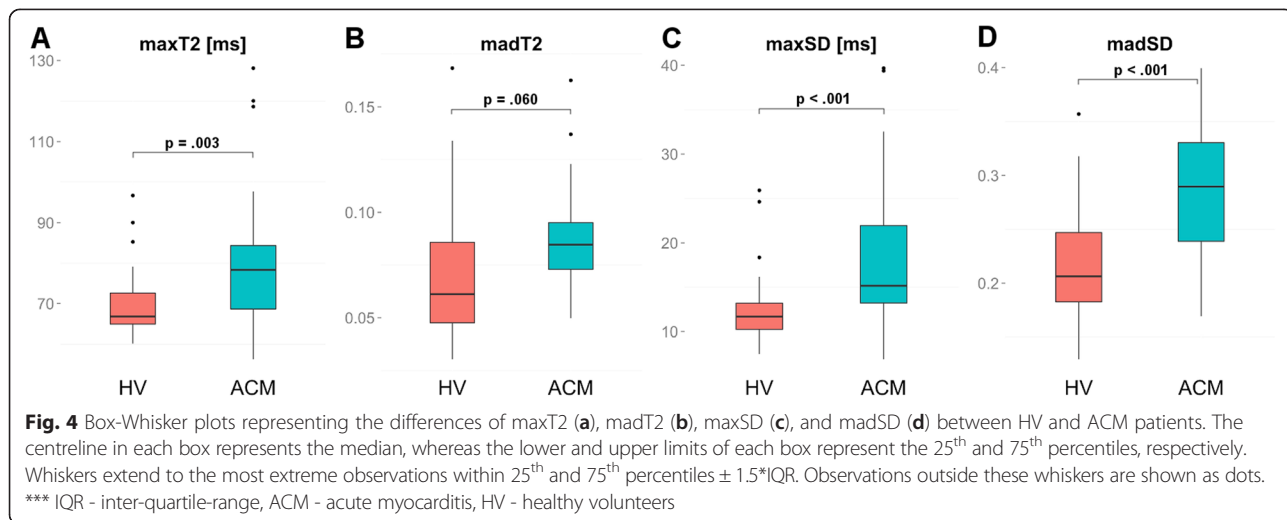 A maxT2 [ms]
130
110
90
70
p = .003
HV ACM
B madT2
0.15
0.10
0.05
p = .060
HV ACM
C maxSD [ms]
40
30
20
10
p < .001
HV ACM
D madSD
0.4
0.3
0.2
p < .001
HV ACM
Fig. 4 Box-Whisker plots representing the differences of maxT2 (a), madT2 (b), maxSD (c), and madSD (d) between HV and ACM patients. The
centreline in each box represents the median, whereas the lower and upper limits of each box represent the 25th and 75th percentiles, respectively.
Whiskers extend to the most extreme observations within 25th and 75th percentiles ± 1.5*IQR. Observations outside these whiskers are shown as dots.
*** IQR - inter-quartile-range, ACM - acute myocarditis, HV - healthy volunteers